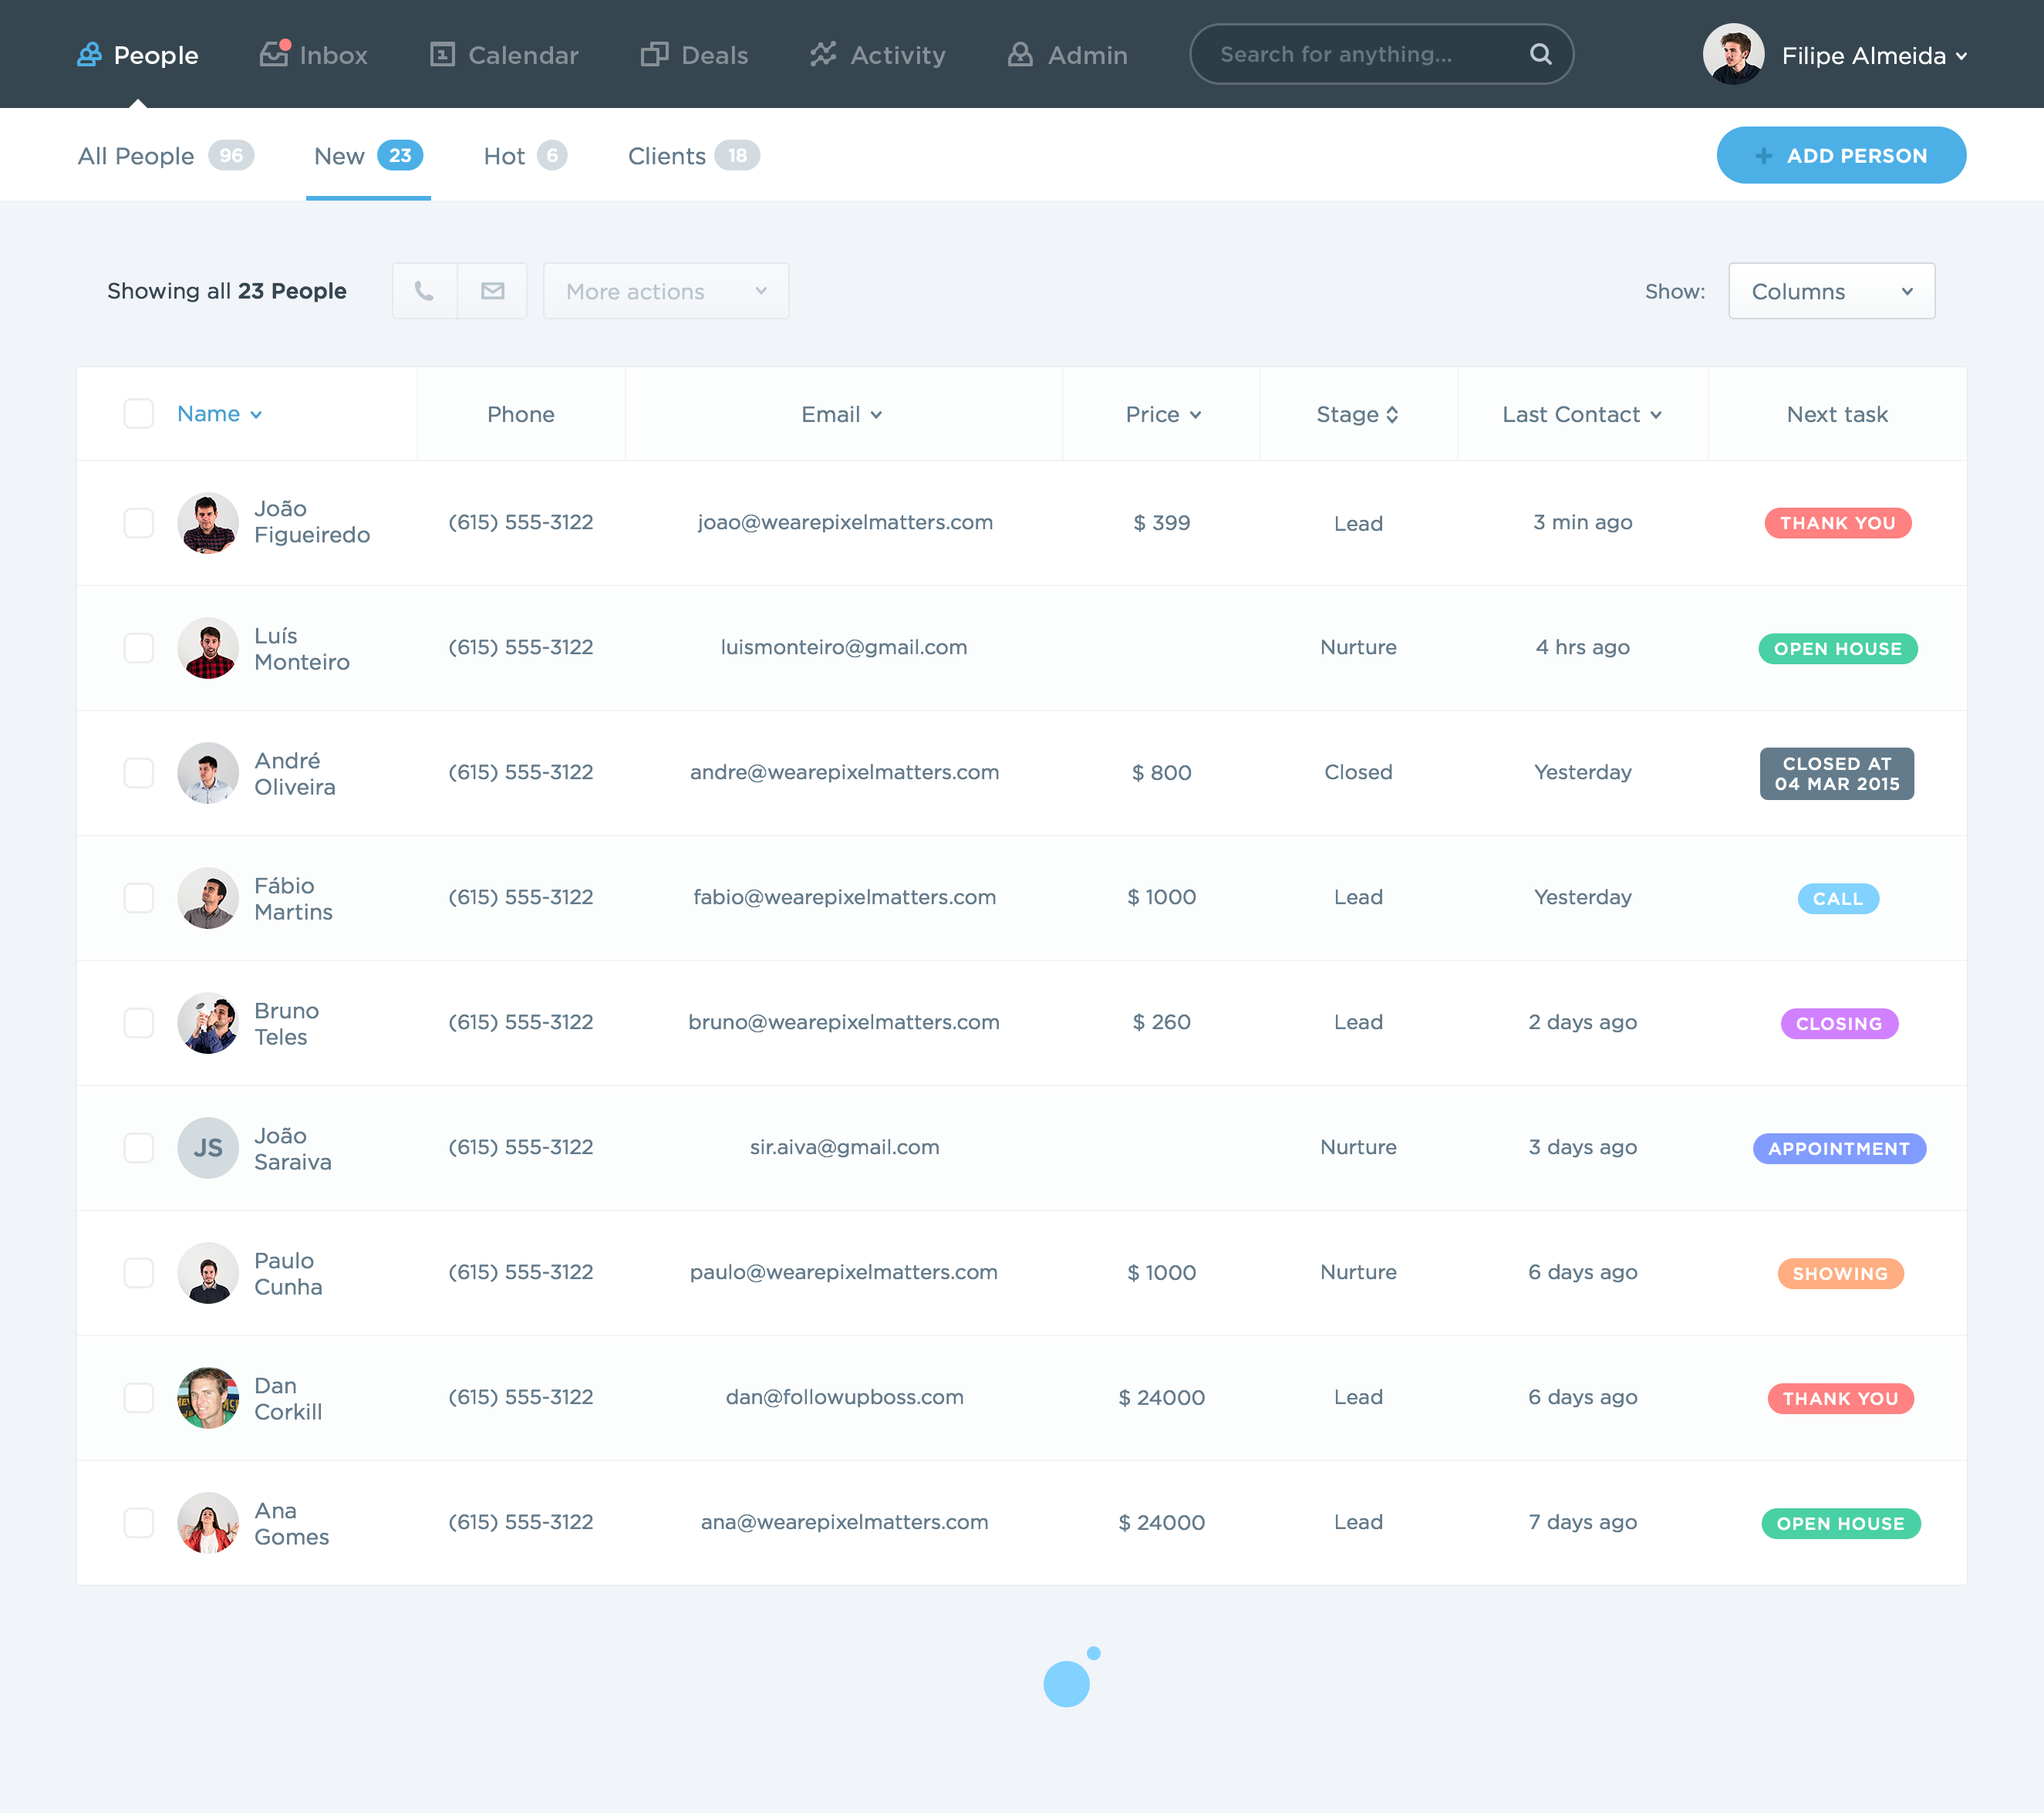 People Inbox Calendar Deals Activity Admin Search for anything... Filipe Almeida
All People 96 New 23 Hot 6 Clients 18 + ADD PERSON
Showing all 23 People More actions Show: Columns
Name Phone Email Price Stage Last Contact Next task
João
Figueiredo
(615) 555-3122 joao@wearepixelmatters.com $ 399 Lead 3 min ago THANK YOU
Luís
Monteiro
(615) 555-3122 luismonteiro@gmail.com Nurture 4 hrs ago OPEN HOUSE
André
Oliveira
(615) 555-3122 andre@wearepixelmatters.com $ 800 Closed Yesterday
CLOSED AT
04 MAR 2015
Fábio
Martins
(615) 555-3122 fabio@wearepixelmatters.com $ 1000 Lead Yesterday CALL
Bruno
Teles
(615) 555-3122 bruno@wearepixelmatters.com $ 260 Lead 2 days ago CLOSING
JS
João
Saraiva
(615) 555-3122 sir.aiva@gmail.com Nurture 3 days ago APPOINTMENT
Paulo
Cunha
(615) 555-3122 paulo@wearepixelmatters.com $ 1000 Nurture 6 days ago SHOWING
Dan
Corkill
(615) 555-3122 dan@followupboss.com $ 24000 Lead 6 days ago THANK YOU
Ana
Gomes
(615) 555-3122 ana@wearepixelmatters.com $ 24000 Lead 7 days ago OPEN HOUSE